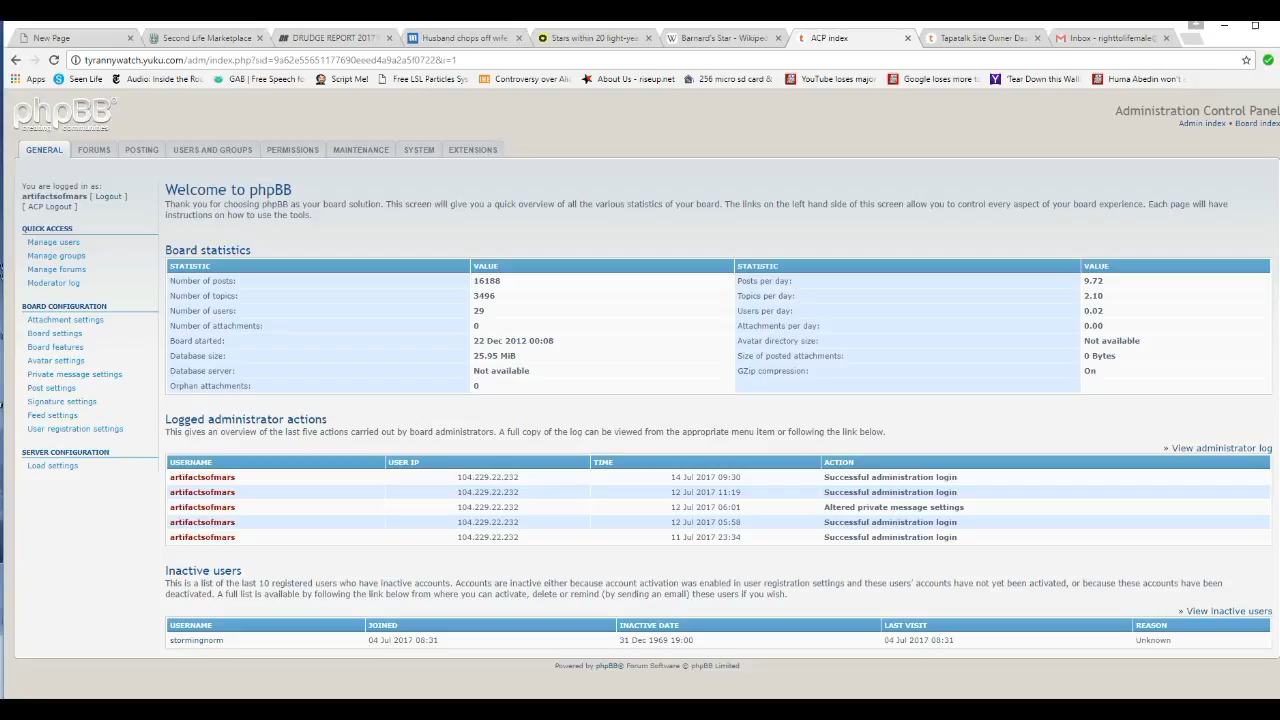 New Page
Second Life Marketplace
DRUDGE REPORT 2017
Husband chops off wife
Stars within 20 light-yea
Barnard's Star - Wikiped
ACP index
Tapatalk Site Owner Das
Inbox - righttolifemale@
tyrannywatch.yuku.com/adm/index.php?sid=9a62e55651177690eeed4a9a2a5f0722&i=1
Apps
Seen Life
Audio: Inside the Ro
GAB | Free Speech fo
Script Me!
Free LSL Particles Sys
Controversy over Ali
About Us - riseup.net
256 micro sd card &
YouTube loses major
Google loses more t
'Tear Down this Wall
Huma Abedin won't
phpBB®
creating communities
Administration Control Panel
Admin index • Board index
GENERAL
FORUMS
POSTING
USERS AND GROUPS
PERMISSIONS
MAINTENANCE
SYSTEM
EXTENSIONS
You are logged in as:
artifactsofmars [ Logout ]
[ ACP Logout ]
QUICK ACCESS
Manage users
Manage groups
Manage forums
Moderator log
BOARD CONFIGURATION
Attachment settings
Board settings
Board features
Avatar settings
Private message settings
Post settings
Signature settings
Feed settings
User registration settings
SERVER CONFIGURATION
Load settings
Welcome to phpBB
Thank you for choosing phpBB as your board solution. This screen will give you a quick overview of all the various statistics of your board. The links on the left hand side of this screen allow you to control every aspect of your board experience. Each page will have
instructions on how to use the tools.
Board statistics
STATISTIC VALUE STATISTIC VALUE
Number of posts: 16188 Posts per day: 9.72
Number of topics: 3496 Topics per day: 2.10
Number of users: 29 Users per day: 0.02
Number of attachments: 0 Attachments per day: 0.00
Board started: 22 Dec 2012 00:08 Avatar directory size: Not available
Database size: 25.95 MiB Size of posted attachments: 0 Bytes
Database server: Not available GZip compression: On
Orphan attachments: 0
Logged administrator actions
This gives an overview of the last five actions carried out by board administrators. A full copy of the log can be viewed from the appropriate menu item or following the link below.
» View administrator log
USERNAME USER IP TIME ACTION
artifactsofmars 104.229.22.232 14 Jul 2017 09:30 Successful administration login
artifactsofmars 104.229.22.232 12 Jul 2017 11:19 Successful administration login
artifactsofmars 104.229.22.232 12 Jul 2017 06:01 Altered private message settings
artifactsofmars 104.229.22.232 12 Jul 2017 05:58 Successful administration login
artifactsofmars 104.229.22.232 11 Jul 2017 23:34 Successful administration login
Inactive users
This is a list of the last 10 registered users who have inactive accounts. Accounts are inactive either because account activation was enabled in user registration settings and these users' accounts have not yet been activated, or because these accounts have been
deactivated. A full list is available by following the link below from where you can activate, delete or remind (by sending an email) these users if you wish.
» View inactive users
USERNAME JOINED INACTIVE DATE LAST VISIT REASON
stormingnorm 04 Jul 2017 08:31 31 Dec 1969 19:00 04 Jul 2017 08:31 Unknown
Powered by phpBB® Forum Software © phpBB Limited